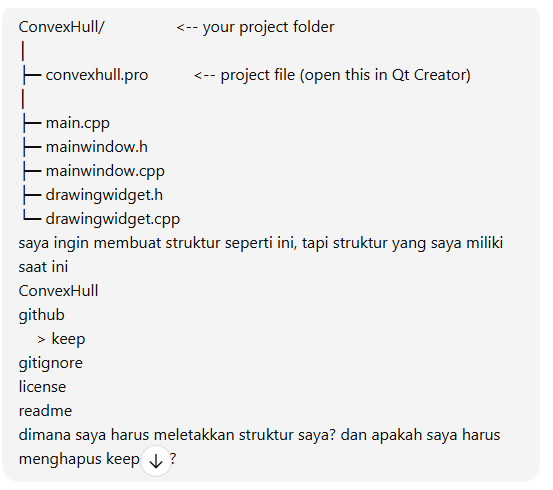 ConvexHull/ <-- your project folder
│
├─ convexhull.pro <-- project file (open this in Qt Creator)
│
├─ main.cpp
├─ mainwindow.h
├─ mainwindow.cpp
├─ drawingwidget.h
└─ drawingwidget.cpp
saya ingin membuat struktur seperti ini, tapi struktur yang saya miliki
saat ini
ConvexHull
github
> keep
gitignore
license
readme
dimana saya harus meletakkan struktur saya? dan apakah saya harus
menghapus keep ?